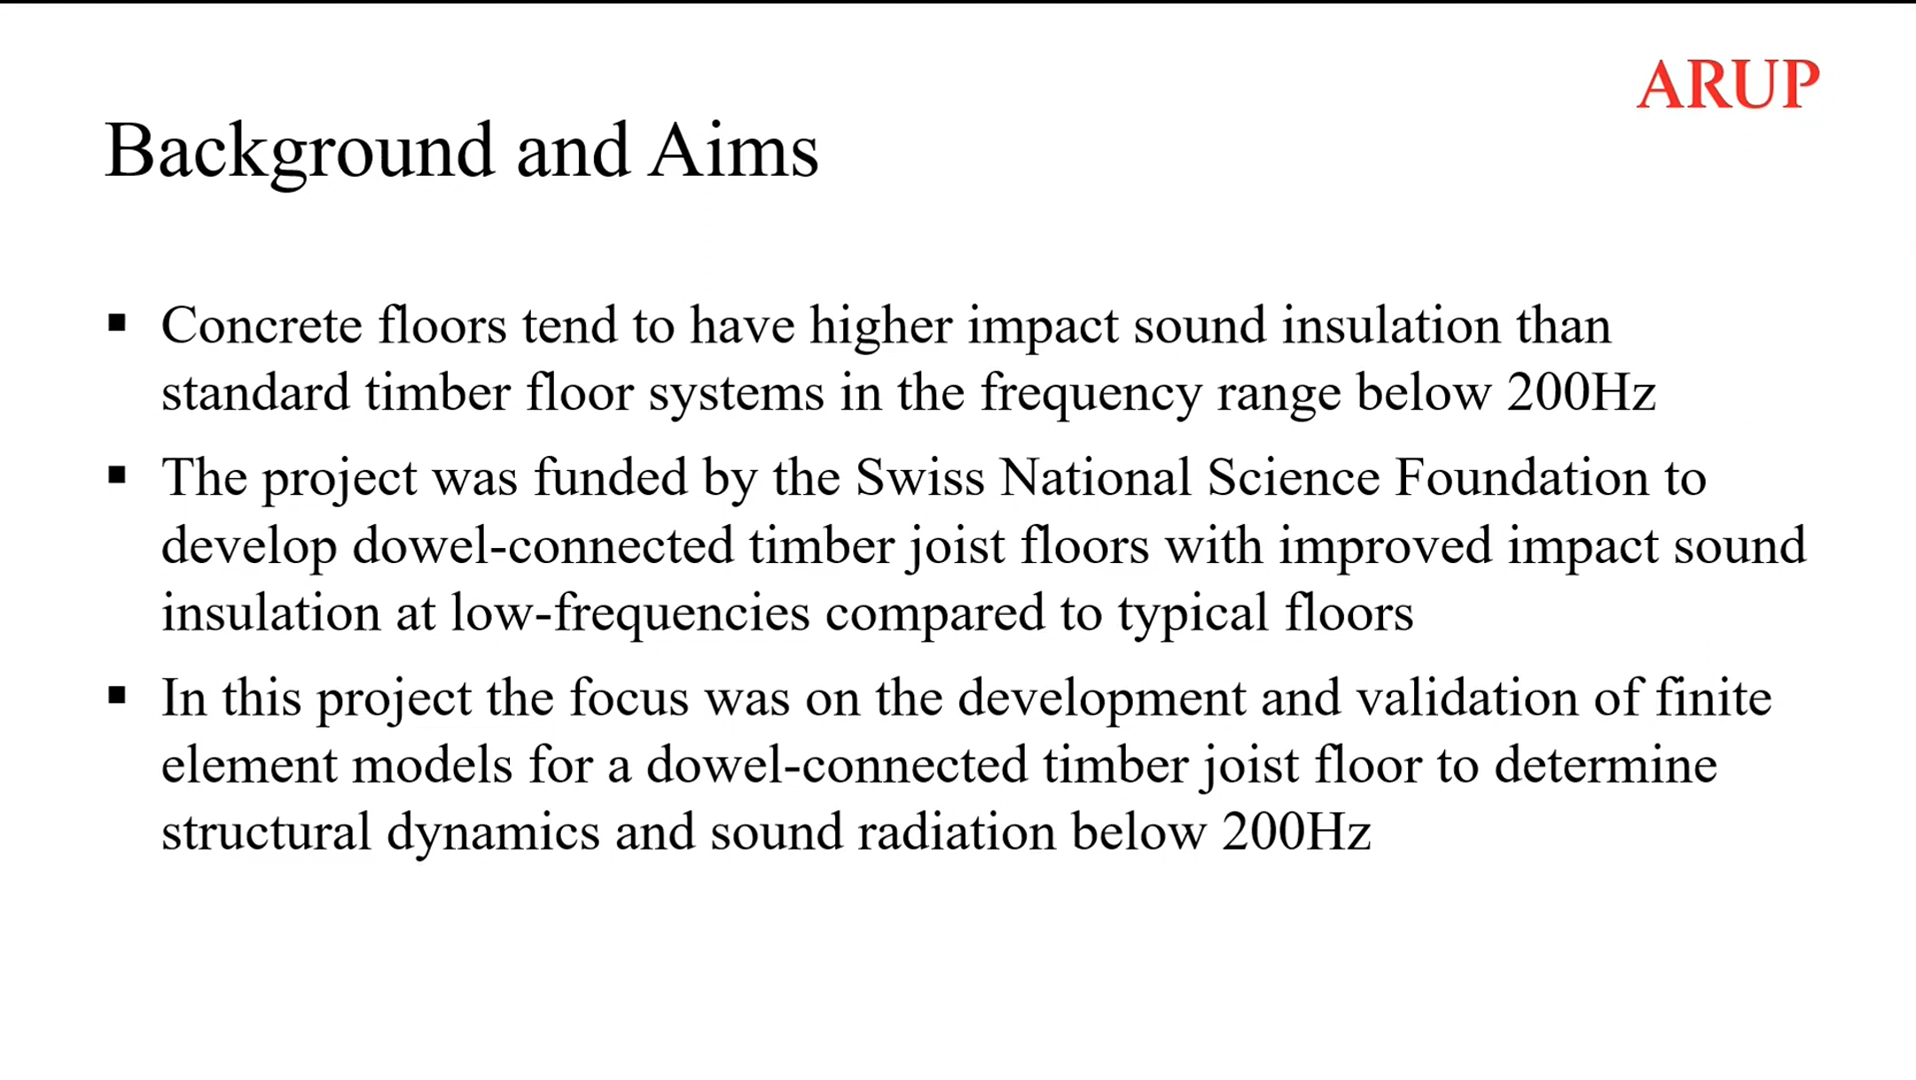 ARUP
Background and Aims
▪ Concrete floors tend to have higher impact sound insulation than
standard timber floor systems in the frequency range below 200Hz
▪ The project was funded by the Swiss National Science Foundation to
develop dowel-connected timber joist floors with improved impact sound
insulation at low-frequencies compared to typical floors
▪ In this project the focus was on the development and validation of finite
element models for a dowel-connected timber joist floor to determine
structural dynamics and sound radiation below 200Hz